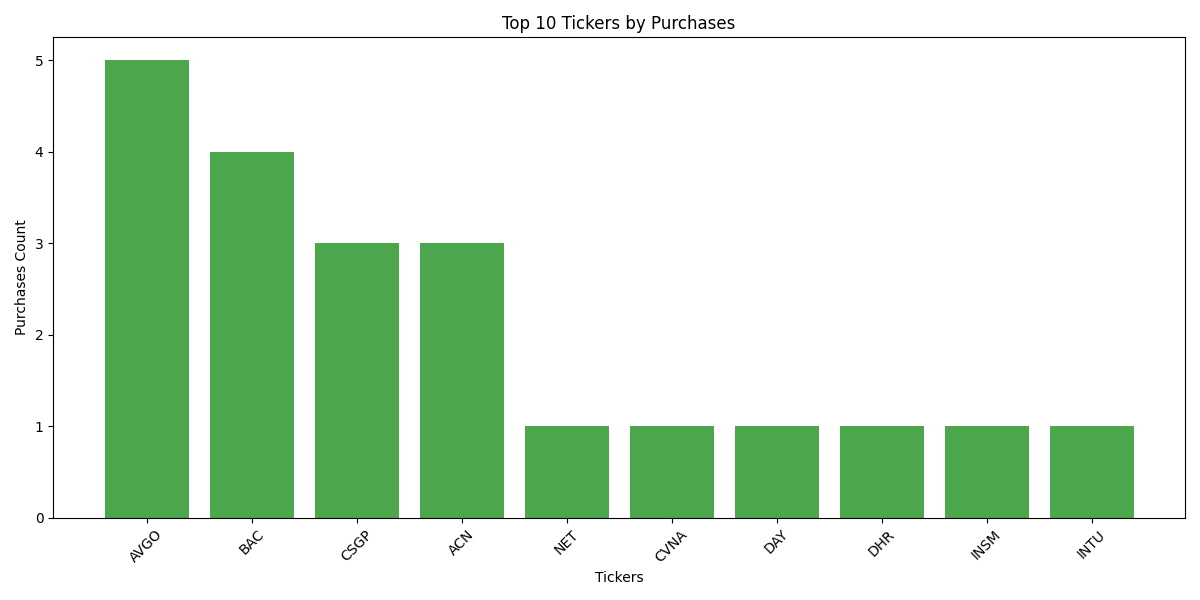 Top 10 Tickers by Purchases
Purchases Count
5
4
3
2
1
0
AVGO
BAC
CSGP
ACN
NET
CVNA
DAY
DHR
INSM
INTU
Tickers